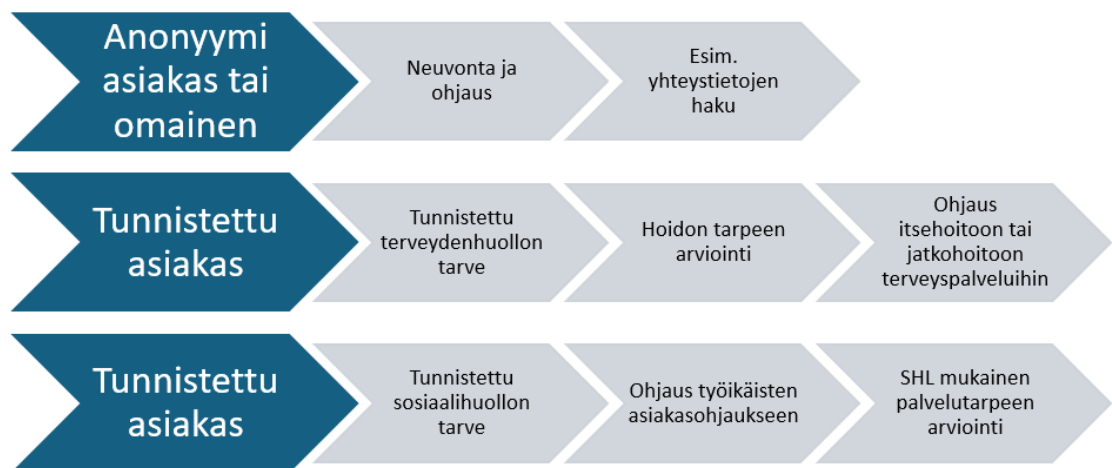 Anonyymi
asiakas tai
omainen
Neuvonta ja
ohjaus
Esim.
yhteystietojen
haku
Tunnistettu
asiakas
Tunnistettu
terveydenhuollon
tarve
Hoidon tarpeen
arviointi
Ohjaus
itsehoitoon tai
jatkohoitoon
terveyspalveluihin
Tunnistettu
asiakas
Tunnistettu
sosiaalihuollon
tarve
Ohjaus työikäisten
asiakasohjaukseen
SHL mukainen
palvelutarpeen
arviointi